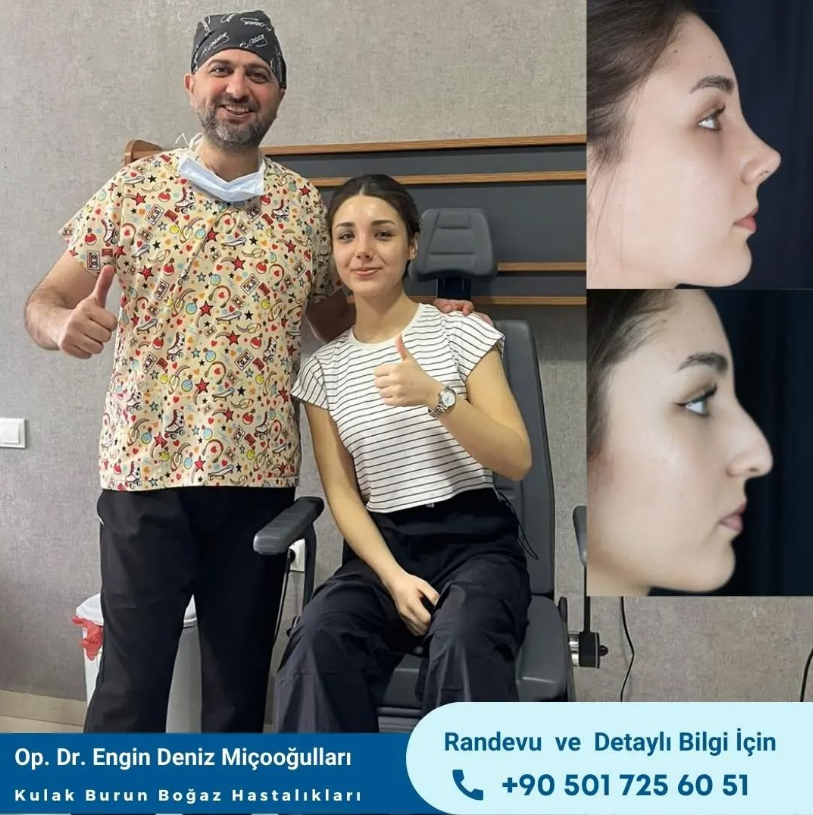 Op. Dr. Engin Deniz Miçooğulları
Kulak Burun Boğaz Hastalıkları
Randevu ve Detaylı Bilgi İçin
+90 501 725 60 51